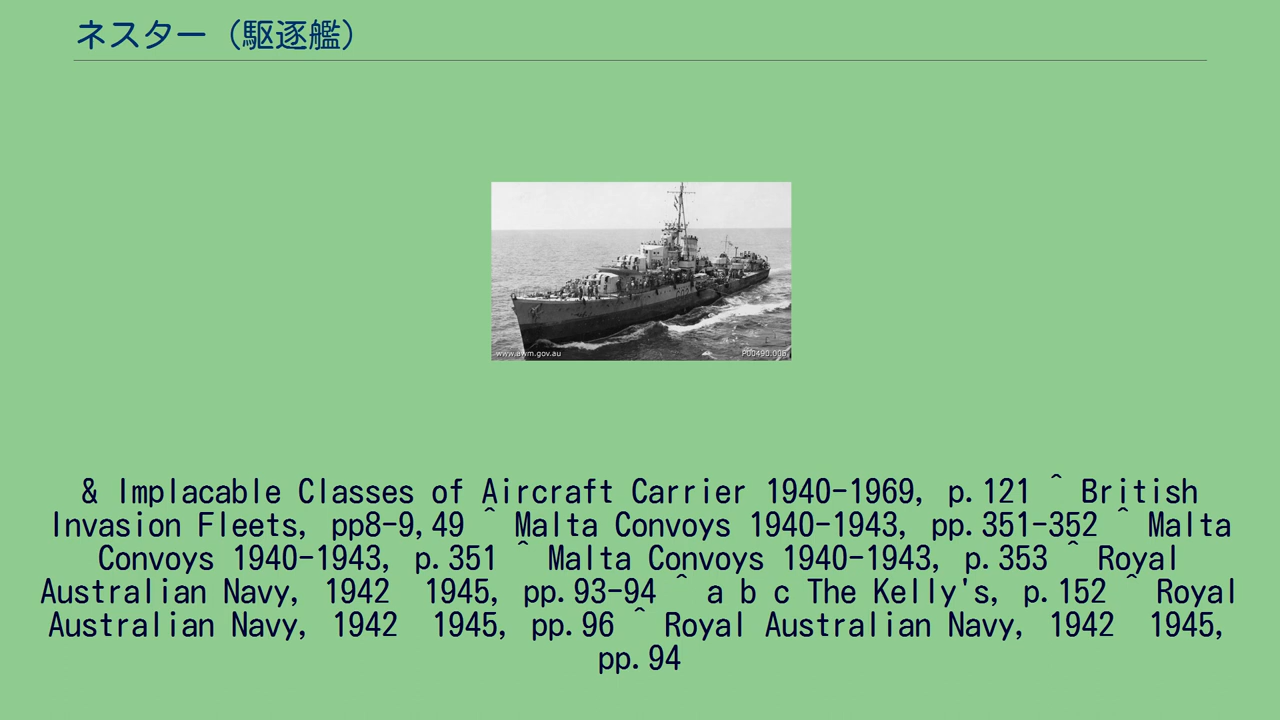 ネスター（駆逐艦）
www.awm.gov.au
P00490.006
& Implacable Classes of Aircraft Carrier 1940-1969, p.121 ^ British
Invasion Fleets, pp8-9,49 ^ Malta Convoys 1940-1943, pp.351-352 ^ Malta
Convoys 1940-1943, p.351 ^ Malta Convoys 1940-1943, p.353 ^ Royal
Australian Navy, 1942  1945, pp.93-94 ^ a b c The Kelly's, p.152 ^ Royal
Australian Navy, 1942  1945, pp.96 ^ Royal Australian Navy, 1942  1945,
pp.94